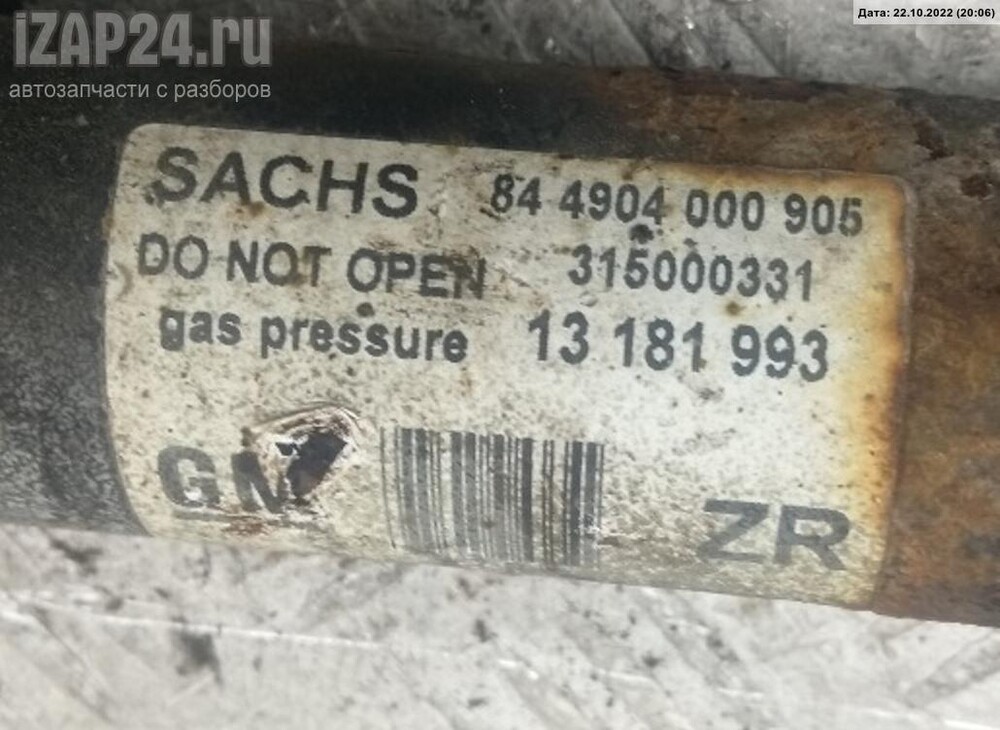 iZAP24.ru
автозапчасти с разборов
Дата: 22.10.2022 (20:06)
SACHS 84 4904 000 905
DO NOT OPEN 315000331
gas pressure 13 181 993
GM ZR